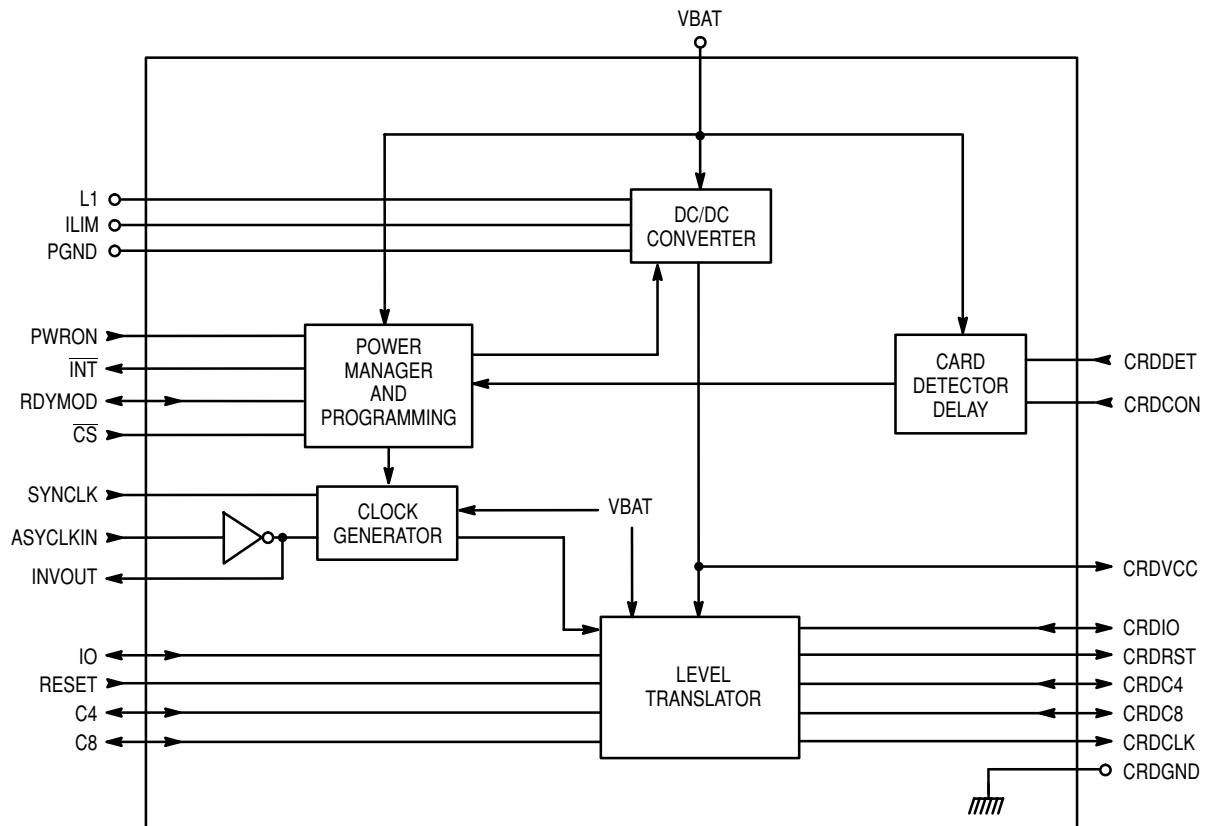 VBAT
L1
ILIM
PGND
DC/DC
CONVERTER
PWRON
INT
RDYMOD
CS
POWER
MANAGER
AND
PROGRAMMING
CARD
DETECTOR
DELAY
CRDDET
CRDCON
SYNCLK
ASYCLKIN
INVOUT
CLOCK
GENERATOR
VBAT
CRDVCC
IO
RESET
C4
C8
LEVEL
TRANSLATOR
CRDIO
CRDRST
CRDC4
CRDC8
CRDCLK
CRDGND